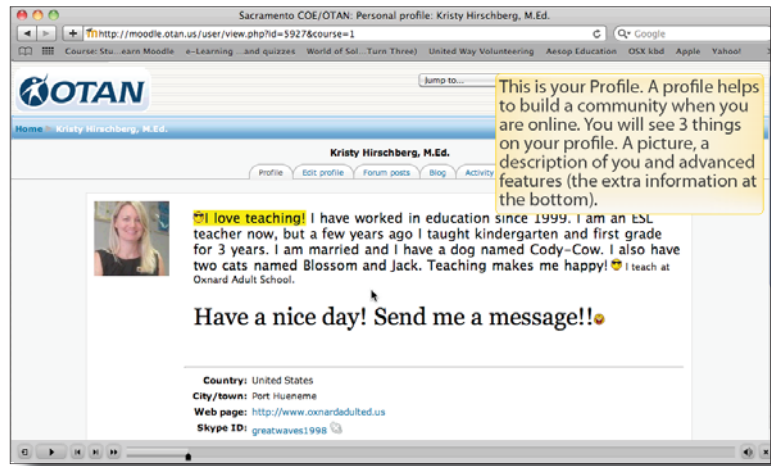 Sacramento COE/OTAN: Personal profile: Kristy Hirschberg, M.Ed.
http://moodle.otan.us/user/view.php?id=5927&course=1
Google
Course: Stu...earn Moodle e-Learning ...and quizzes World of Sol...Turn Three) United Way Volunteering Aesop Education OSX kbd Apple Yahoo!
OTAN
Jump to...
This is your Profile. A profile helps
to build a community when you
are online. You will see 3 things
on your profile. A picture, a
description of you and advanced
features (the extra information at
the bottom).
Home Kristy Hirschberg, M.Ed.
Kristy Hirschberg, M.Ed.
Profile Edit profile Forum posts Blog Activity
I love teaching! I have worked in education since 1999. I am an ESL
teacher now, but a few years ago I taught kindergarten and first grade
for 3 years. I am married and I have a dog named Cody-Cow. I also have
two cats named Blossom and Jack. Teaching makes me happy! I teach at
Oxnard Adult School.
Have a nice day! Send me a message!!
Country: United States
City/town: Port Hueneme
Web page: http://www.oxnardadulted.us
Skype ID: greatwaves1998